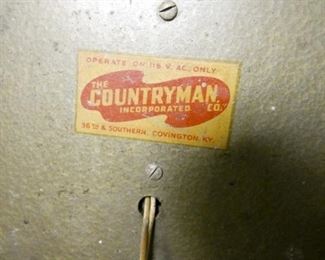 OPERATE ON 115 V. AC. ONLY
THE
COUNTRYMAN
INCORPORATED CO.
36TH & SOUTHERN, COVINGTON, KY.